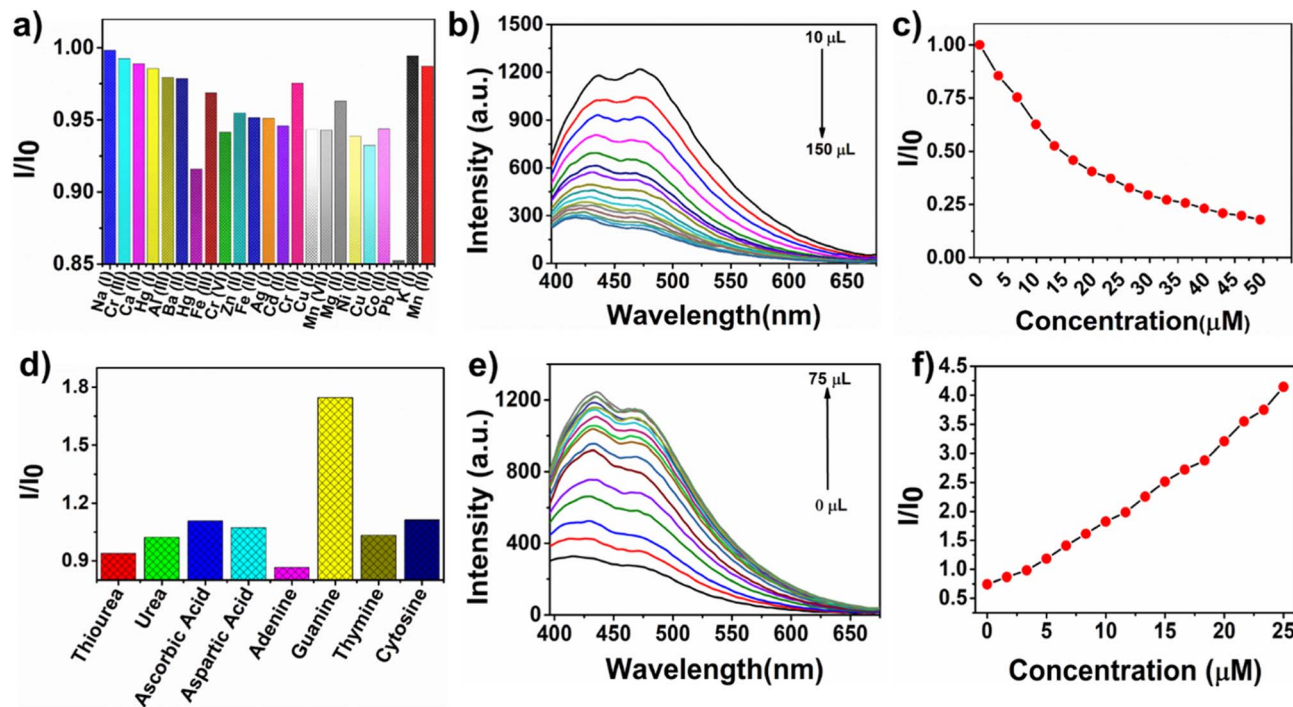 a)
I/I0
1.00
0.95
0.90
0.85
Na (I)
Cr (III)
Ca (II)
Hg (I)
Al (III)
Ba (II)
Hg (II)
Fe (III)
Cr (VI)
Zn (II)
Fe (II)
Ag (I)
Cd (II)
Cr (II)
Cu (I)
Mn (VII)
Mg (II)
Ni (II)
Cu (II)
Co (II)
Pb (II)
K (I)
Mn (II)
b)
Intensity (a.u.)
1500
1200
900
600
300
0
10 µL
150 µL
400 450 500 550 600 650
Wavelength(nm)
c)
I/I0
1.00
0.75
0.50
0.25
0.00
0 5 10 15 20 25 30 35 40 45 50
Concentration(µM)
d)
I/I0
1.8
1.5
1.2
0.9
Thiourea
Urea
Ascorbic Acid
Aspartic Acid
Adenine
Guanine
Thymine
Cytosine
e)
Intensity (a.u.)
1200
800
400
0
75 µL
0 µL
400 450 500 550 600 650
Wavelength(nm)
f)
I/I0
4.5
4.0
3.5
3.0
2.5
2.0
1.5
1.0
0.5
0 5 10 15 20 25
Concentration (µM)